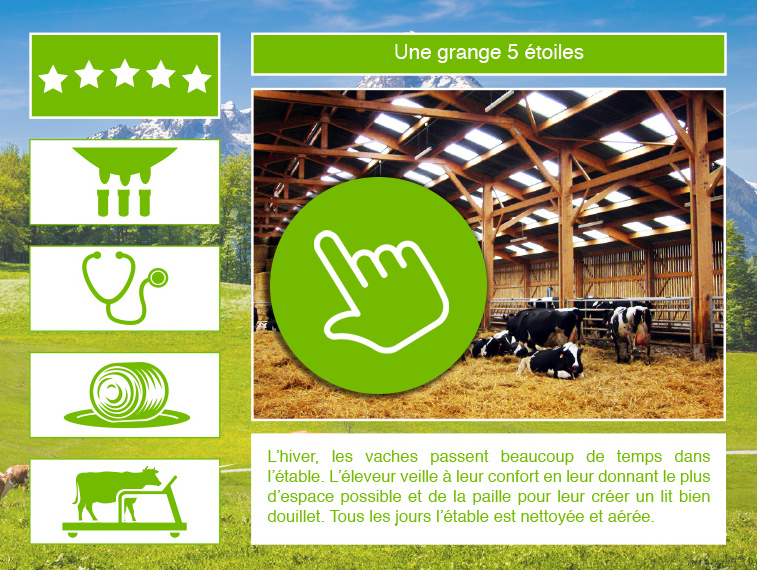 Une grange 5 étoiles
L'hiver, les vaches passent beaucoup de temps dans
l'étable. L'éleveur veille à leur confort en leur donnant le plus
d'espace possible et de la paille pour leur créer un lit bien
douillet. Tous les jours l'étable est nettoyée et aérée.